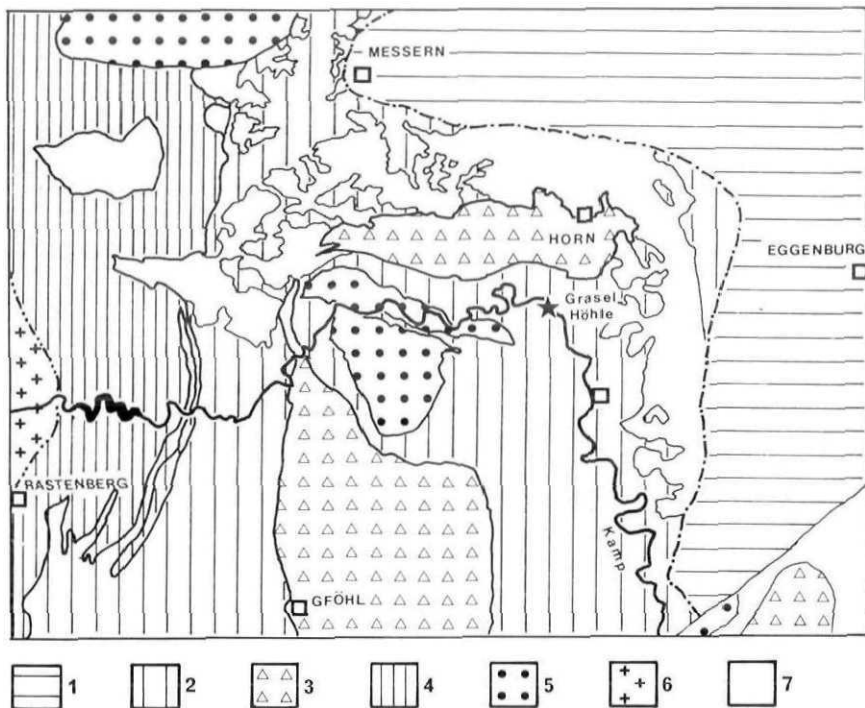 MESSERN
HORN
EGGENBURG
Grasel
Höhle
RASTENBERG
Kamp
GFÖHL
1 2 3 4 5 6 7